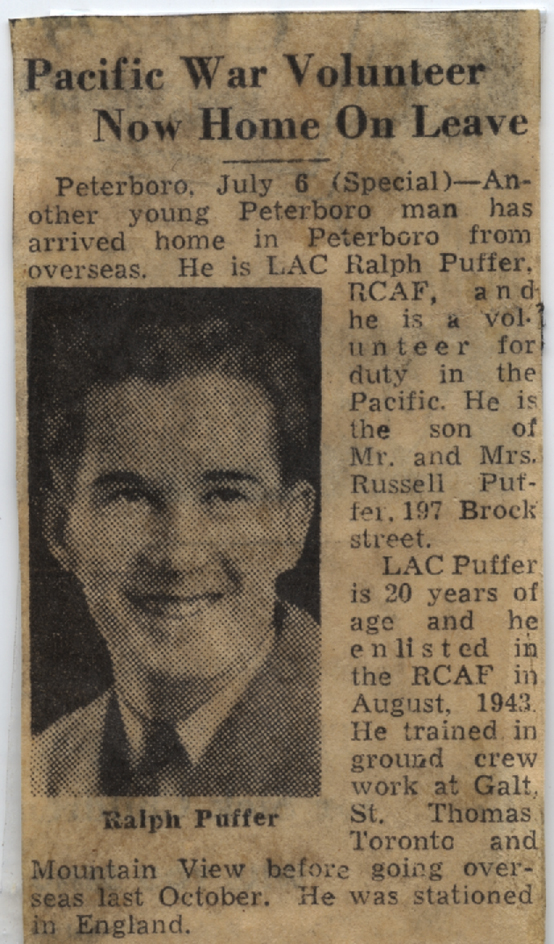 Pacific War Volunteer
Now Home On Leave
Peterboro, July 6 (Special)—An-
other young Peterboro man has
arrived home in Peterboro from
overseas. He is LAC Ralph Puffer,
RCAF, and
he is a vol-
unteer for
duty in the
Pacific. He is
the son of
Mr. and Mrs.
Russell Puf-
fer, 197 Brock
street.
LAC Puffer
is 20 years of
age and he
enlisted in
the RCAF in
August, 1943.
He trained in
ground crew
work at Galt,
St. Thomas
Toronto and
Mountain View before going over-
seas last October. He was stationed
in England.
Ralph Puffer